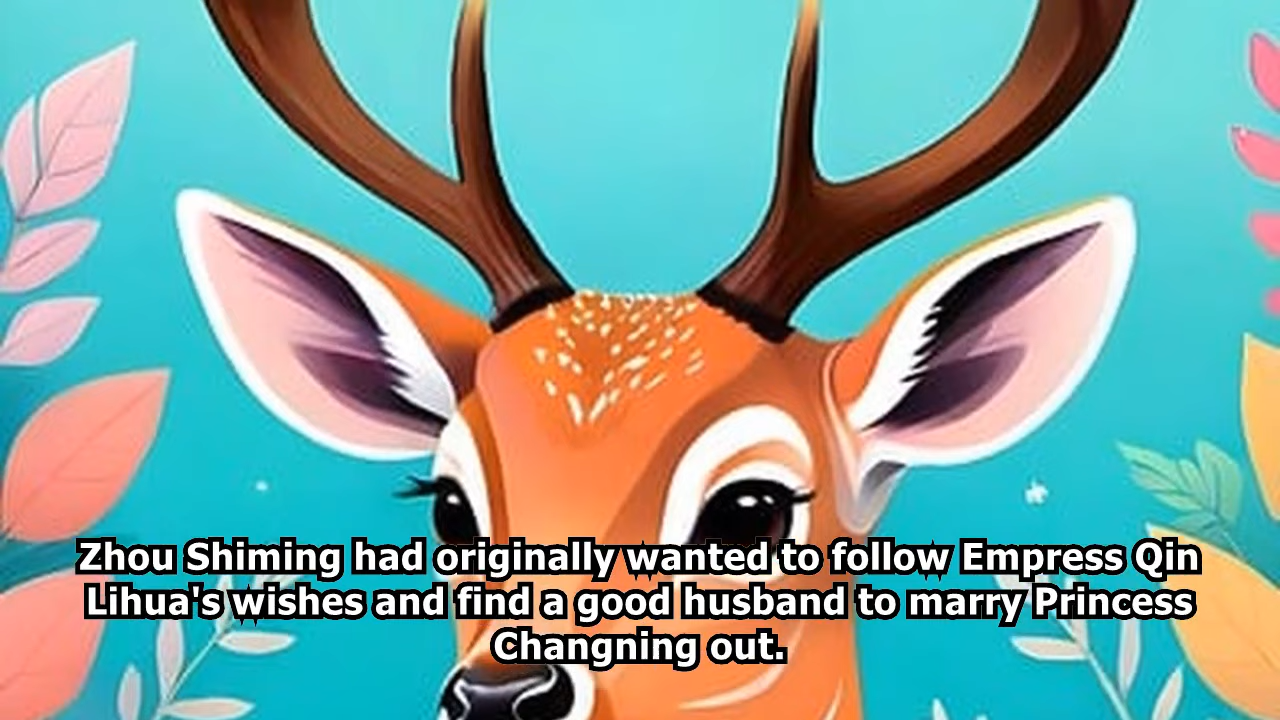 Zhou Shiming had originally wanted to follow Empress Qin
Lihua's wishes and find a good husband to marry Princess
Changning out.